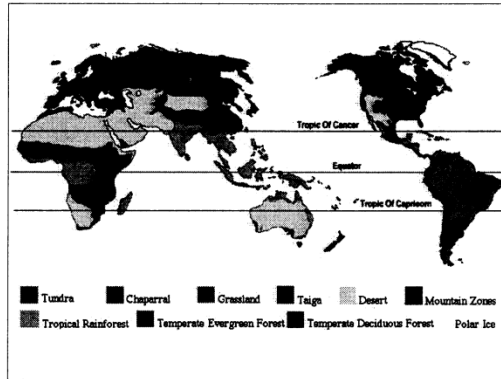 Tropic Of Cancer
Equator
Tropic Of Capricorn
Tundra Chaparral Grassland Taiga Desert Mountain Zones
Tropical Rainforest Temperate Evergreen Forest Temperate Deciduous Forest Polar Ice